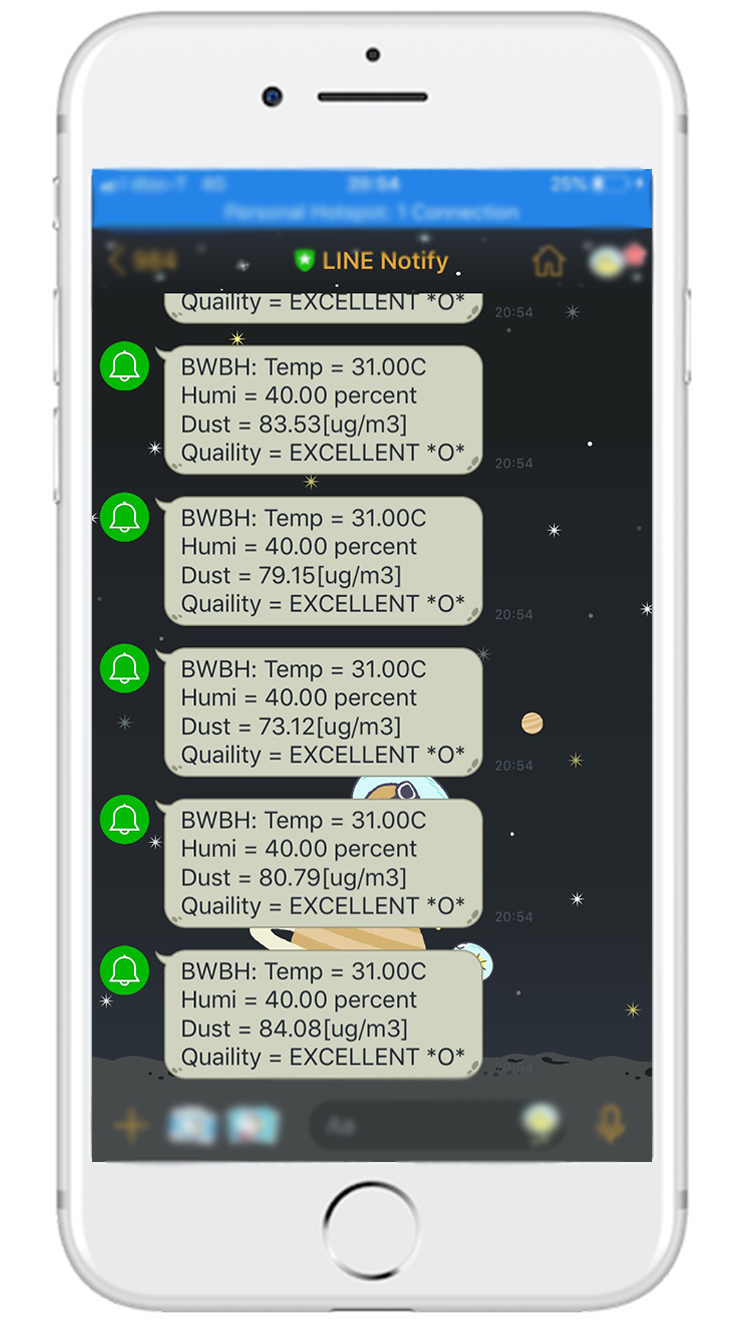 20:54
25%
Personal Hotspot: 1 Connection
984
LINE Notify
Quaility = EXCELLENT *O*
20:54
BWBH: Temp = 31.00C
Humi = 40.00 percent
Dust = 83.53[ug/m3]
Quaility = EXCELLENT *O*
20:54
BWBH: Temp = 31.00C
Humi = 40.00 percent
Dust = 79.15[ug/m3]
Quaility = EXCELLENT *O*
20:54
BWBH: Temp = 31.00C
Humi = 40.00 percent
Dust = 73.12[ug/m3]
Quaility = EXCELLENT *O*
20:54
BWBH: Temp = 31.00C
Humi = 40.00 percent
Dust = 80.79[ug/m3]
Quaility = EXCELLENT *O*
20:54
BWBH: Temp = 31.00C
Humi = 40.00 percent
Dust = 84.08[ug/m3]
Quaility = EXCELLENT *O*
20:54
Aa